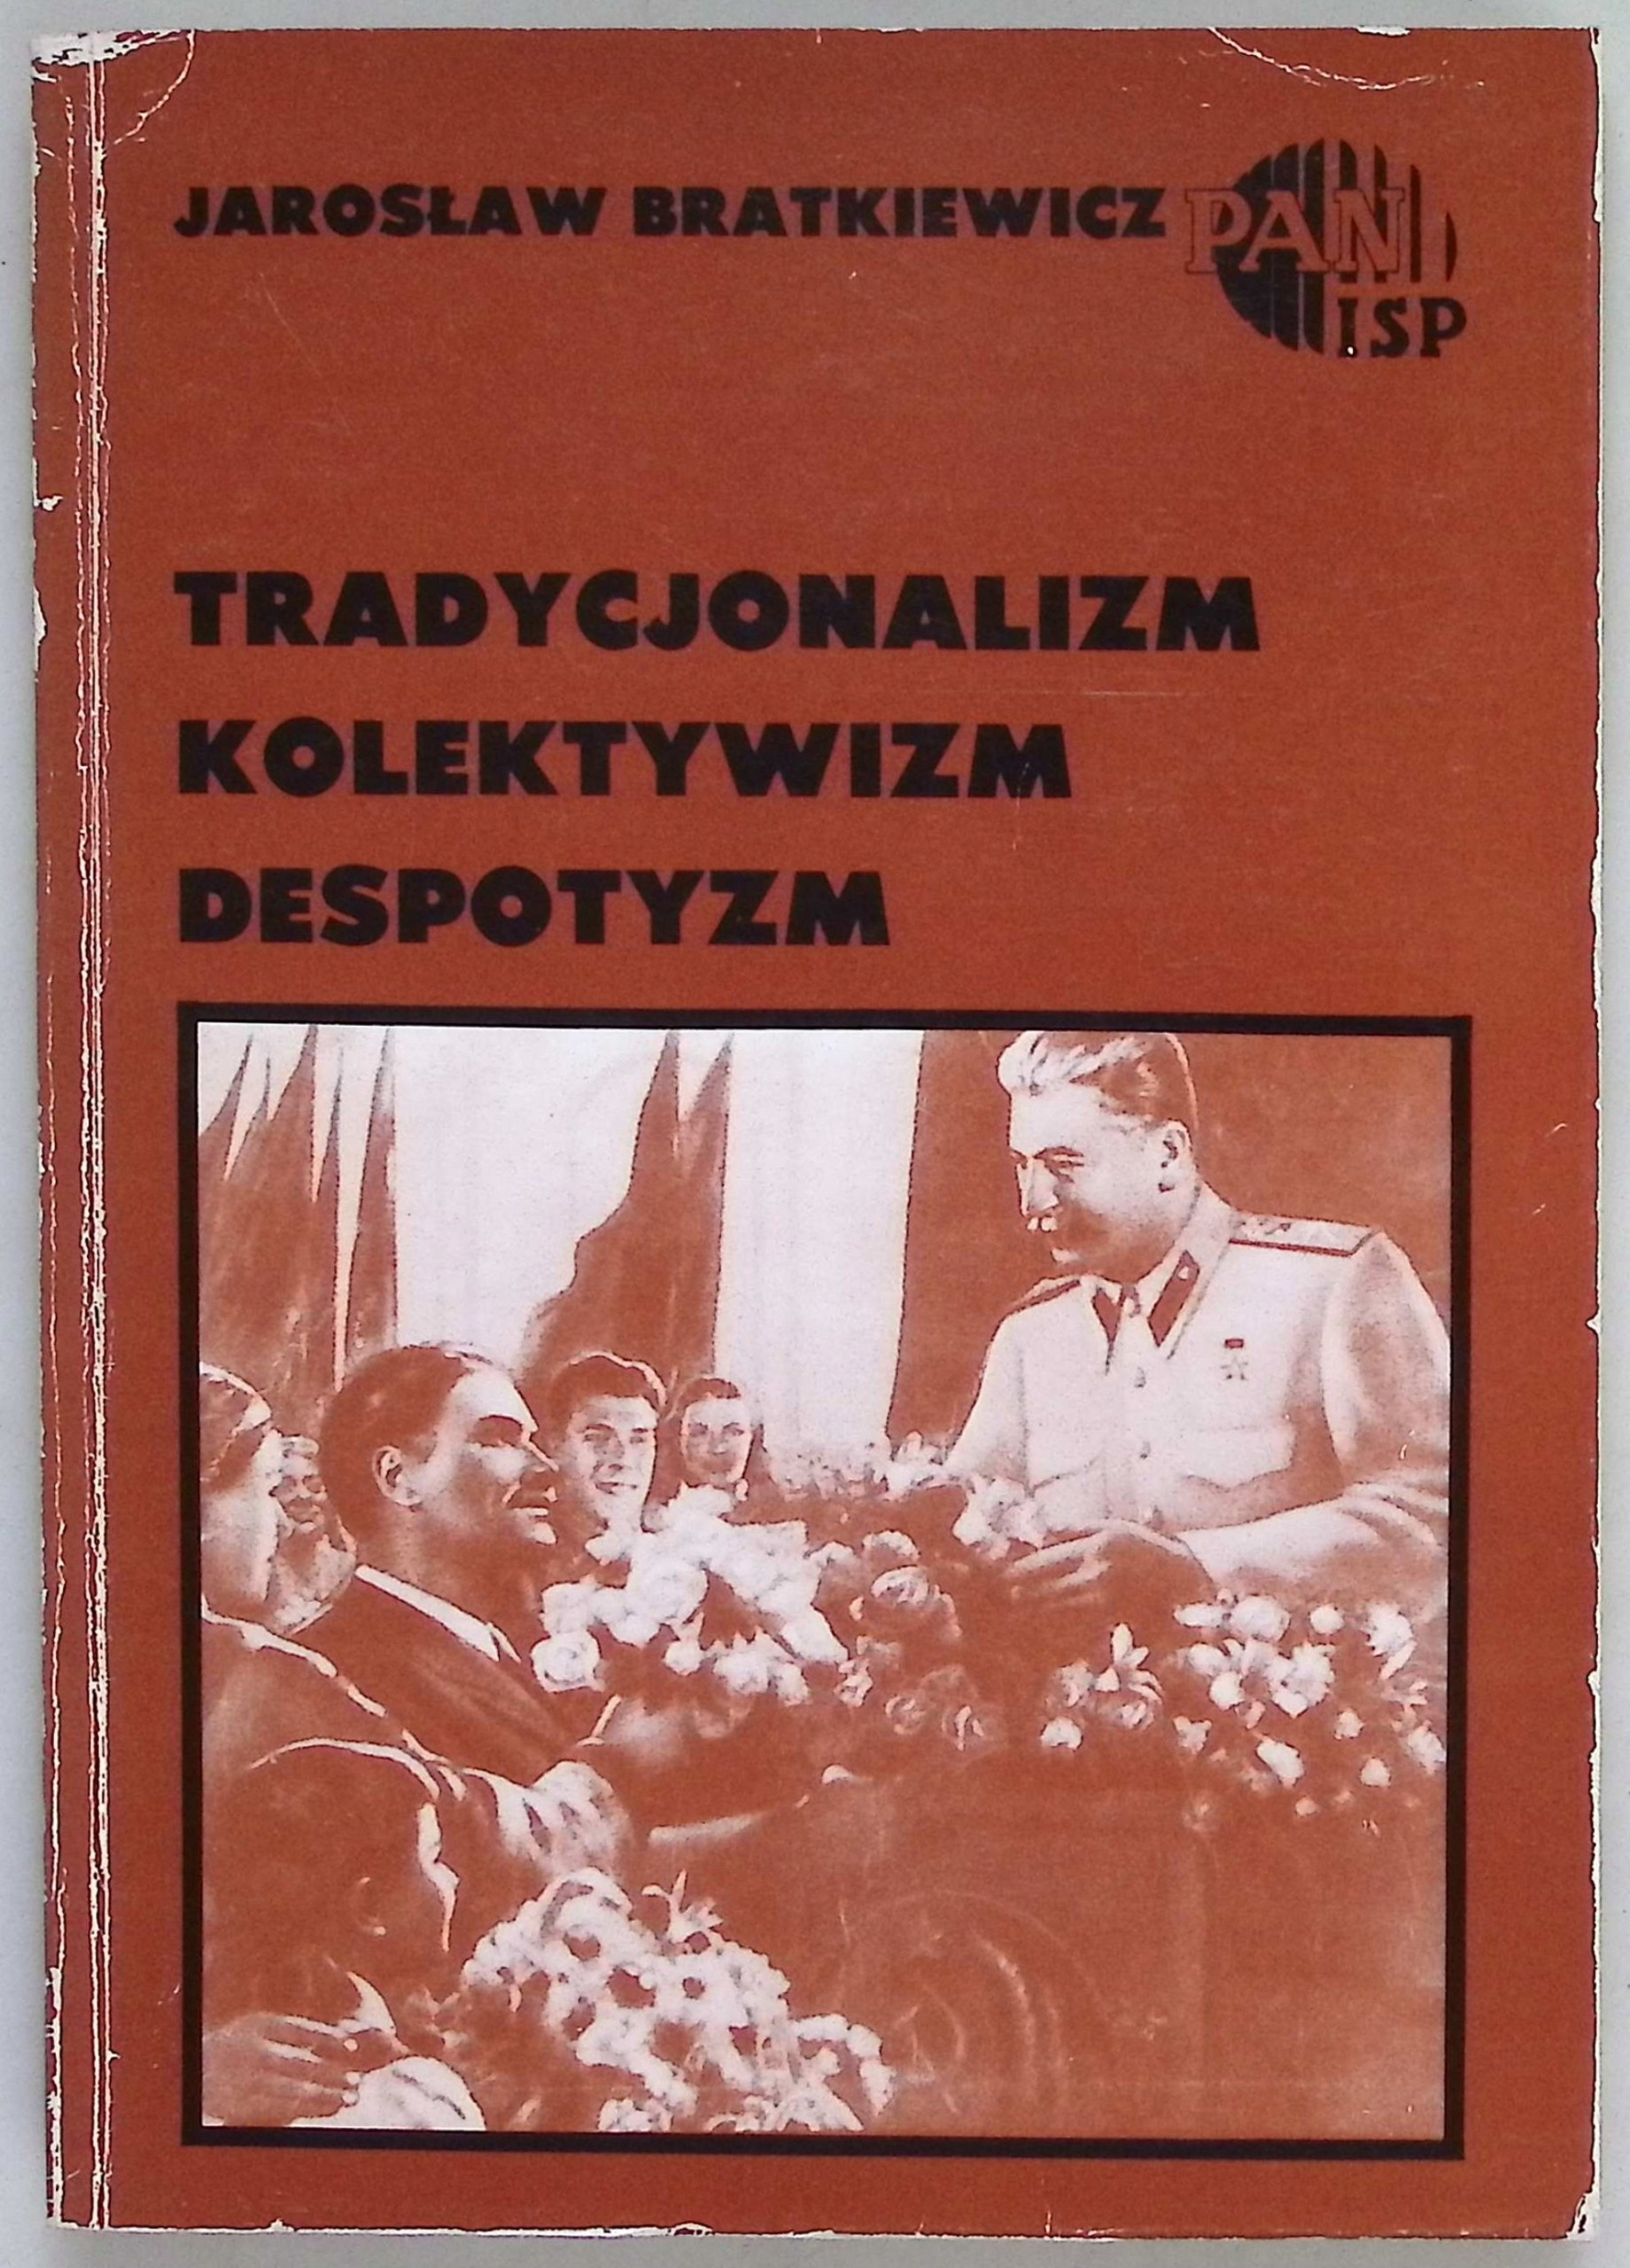 JAROSŁAW BRATKIEWICZ
PAN
ISP
TRADYCJONALIZM
KOLEKTYWIZM
DESPOTYZM